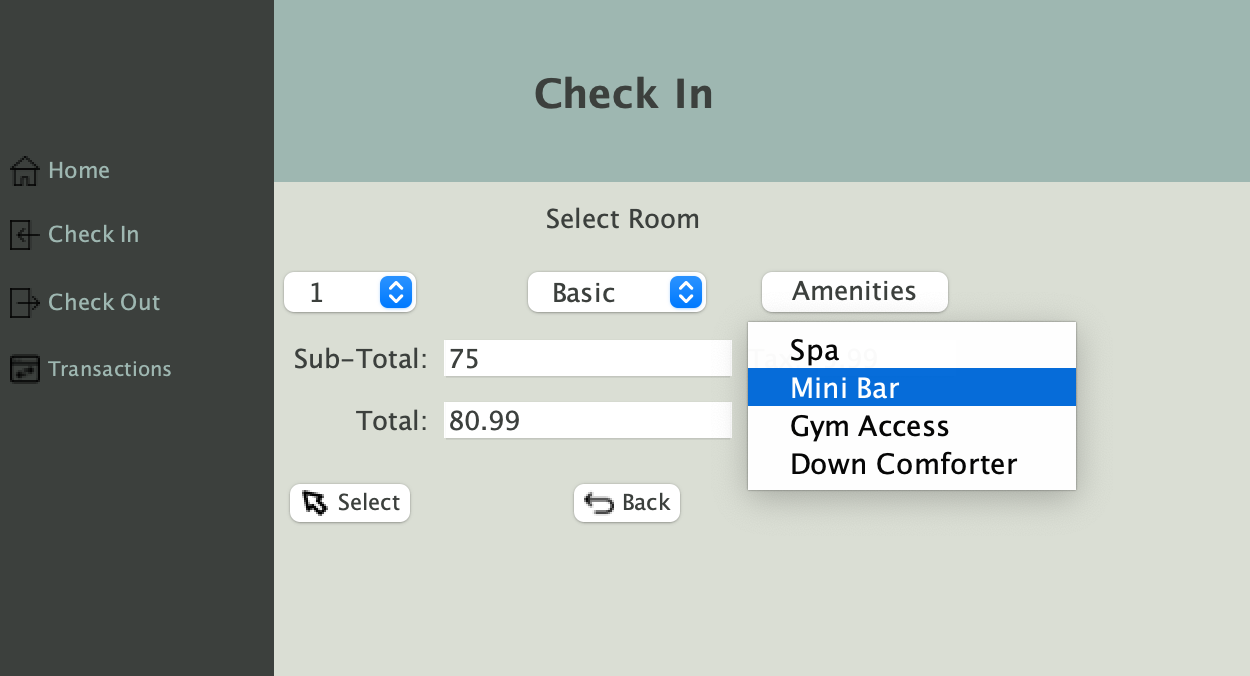 Check In
Home
Check In
Check Out
Transactions
Select Room
1 Basic Amenities
Sub-Total: 75
Total: 80.99
Spa
Mini Bar
Gym Access
Down Comforter
Select Back